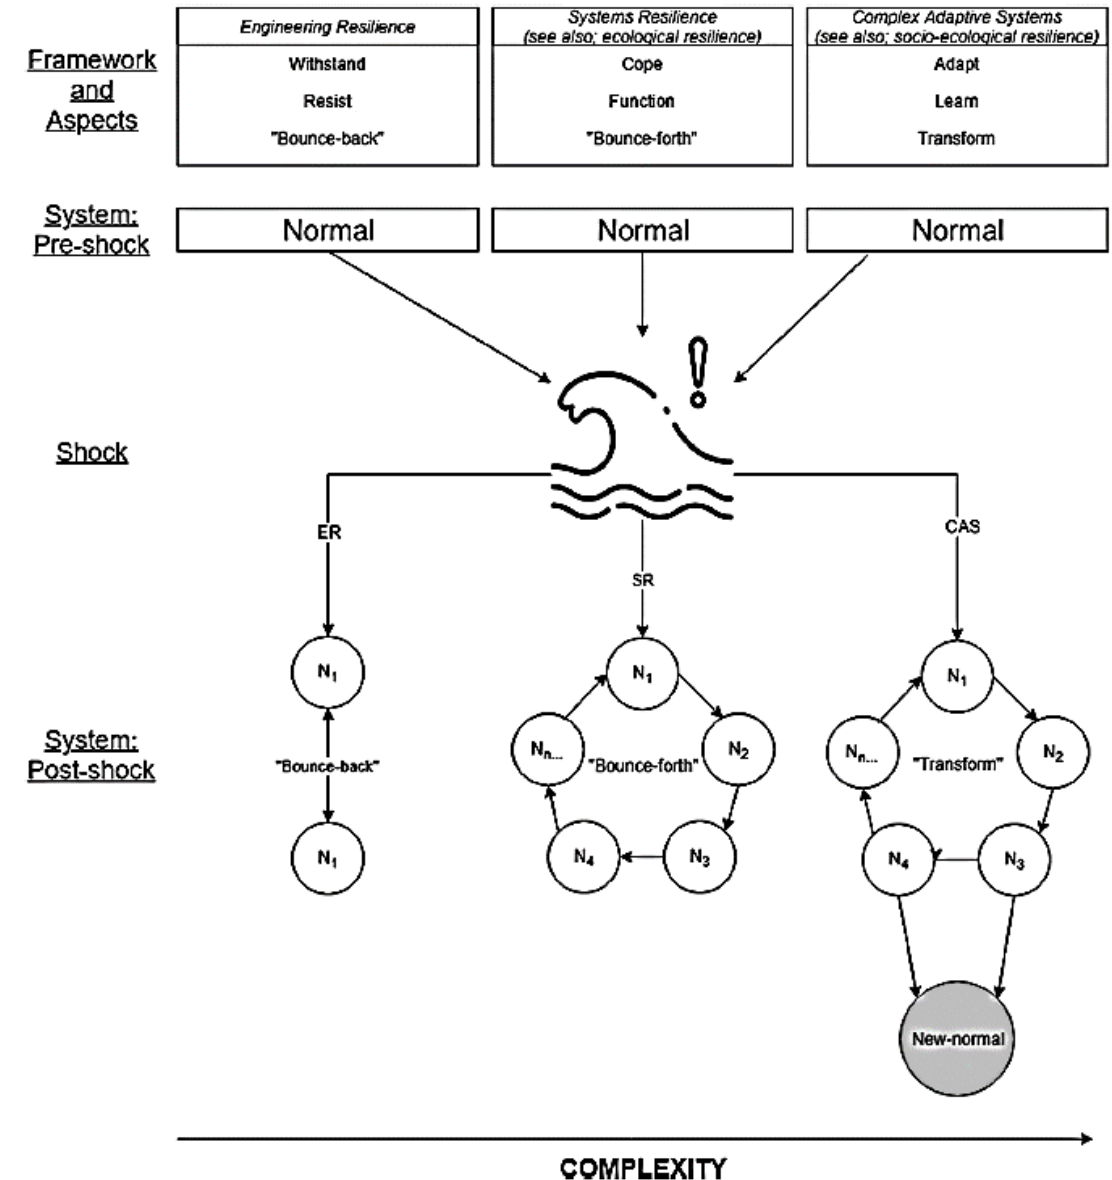 Framework
and
Aspects
Engineering Resilience
Withstand
Resist
"Bounce-back"
Systems Resilience
(see also; ecological resilience)
Cope
Function
"Bounce-forth"
Complex Adaptive Systems
(see also; socio-ecological resilience)
Adapt
Learn
Transform
System:
Pre-shock
Normal
Normal
Normal
!
Shock
ER
SR
CAS
System:
Post-shock
N1
"Bounce-back"
N1
N1
N2
N3
N4
Nn...
"Bounce-forth"
N1
N2
N3
N4
Nn...
"Transform"
New-normal
COMPLEXITY